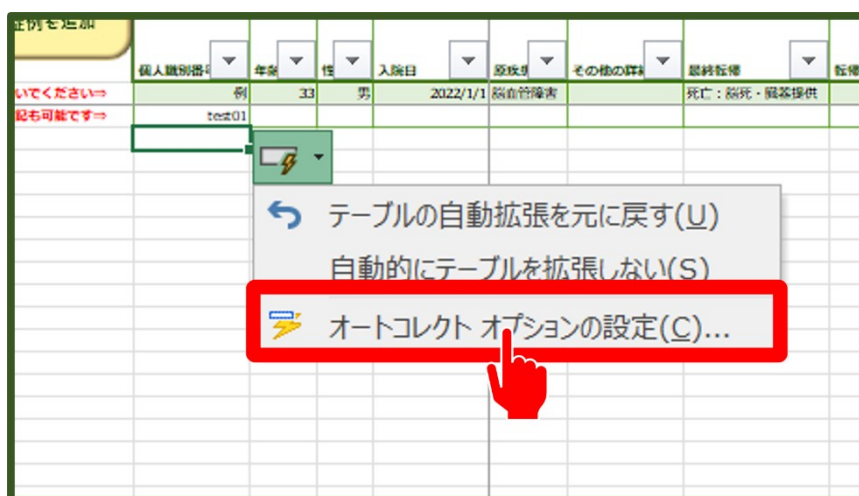 症例を追加
個人識別番号 年齢 性 入院日 原疾患 その他の詳細 最終転帰 転帰
いてください⇒ 例 33 男 2022/1/1 脳血管障害 死亡：脳死・臓器提供
記も可能です⇒ test01
テーブルの自動拡張を元に戻す(U)
自動的にテーブルを拡張しない(S)
オートコレクト オプションの設定(C)...